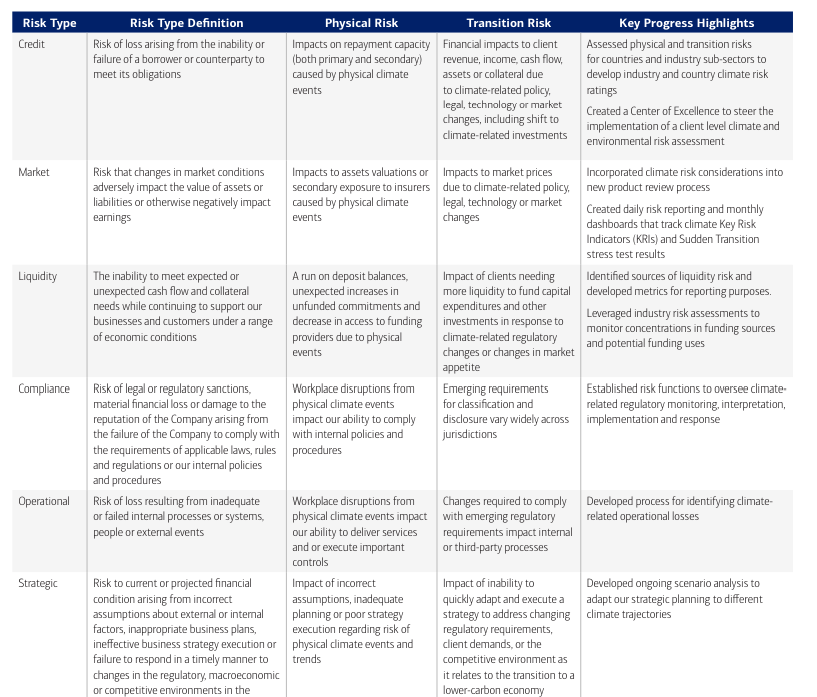 Risk Type
Risk Type Definition
Physical Risk
Transition Risk
Key Progress Highlights
Credit
Risk of loss arising from the inability or
failure of a borrower or counterparty to
meet its obligations
Impacts on repayment capacity
(both primary and secondary)
caused by physical climate
events
Financial impacts to client
revenue, income, cash flow,
assets or collateral due
to climate-related policy,
legal, technology or market
changes, including shift to
climate-related investments
Assessed physical and transition risks
for countries and industry sub-sectors to
develop industry and country climate risk
ratings
Created a Center of Excellence to steer the
implementation of a client level climate and
environmental risk assessment
Market
Risk that changes in market conditions
adversely impact the value of assets or
liabilities or otherwise negatively impact
earnings
Impacts to assets valuations or
secondary exposure to insurers
caused by physical climate
events
Impacts to market prices
due to climate-related policy,
legal, technology or market
changes
Incorporated climate risk considerations into
new product review process
Created daily risk reporting and monthly
dashboards that track climate Key Risk
Indicators (KRIs) and Sudden Transition
stress test results
Liquidity
The inability to meet expected or
unexpected cash flow and collateral
needs while continuing to support our
businesses and customers under a range
of economic conditions
A run on deposit balances,
unexpected increases in
unfunded commitments and
decrease in access to funding
providers due to physical
events
Impact of clients needing
more liquidity to fund capital
expenditures and other
investments in response to
climate-related regulatory
changes or changes in market
appetite
Identified sources of liquidity risk and
developed metrics for reporting purposes.
Leveraged industry risk assessments to
monitor concentrations in funding sources
and potential funding uses
Compliance
Risk of legal or regulatory sanctions,
material financial loss or damage to the
reputation of the Company arising from
the failure of the Company to comply with
the requirements of applicable laws, rules
and regulations or our internal policies
and procedures
Workplace disruptions from
physical climate events
impact our ability to comply
with internal policies and
procedures
Emerging requirements
for classification and
disclosure vary widely across
jurisdictions
Established risk functions to oversee climate-
related regulatory monitoring, interpretation,
implementation and response
Operational
Risk of loss resulting from inadequate
or failed internal processes or systems,
people or external events
Workplace disruptions from
physical climate events impact
our ability to deliver services
and or execute important
controls
Changes required to comply
with emerging regulatory
requirements impact internal
or third-party processes
Developed process for identifying climate-
related operational losses
Strategic
Risk to current or projected financial
condition arising from incorrect
assumptions about external or internal
factors, inappropriate business plans,
ineffective business strategy execution or
failure to respond in a timely manner to
changes in the regulatory, macroeconomic
or competitive environments in the
Impact of incorrect
assumptions, inadequate
planning or poor strategy
execution regarding risk of
physical climate events and
trends
Impact of inability to
quickly adapt and execute a
strategy to address changing
regulatory requirements,
client demands, or the
competitive environment as
it relates to the transition to a
lower-carbon economy
Developed ongoing scenario analysis to
adapt our strategic planning to different
climate trajectories